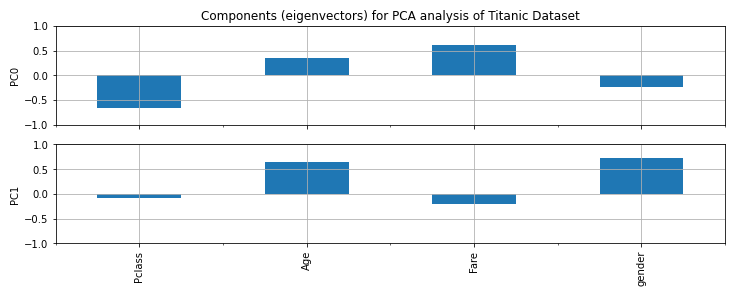 Components (eigenvectors) for PCA analysis of Titanic Dataset
1.0
0.5
0.0
−0.5
−1.0
PC0
1.0
0.5
0.0
−0.5
−1.0
PC1
Pclass
Age
Fare
gender